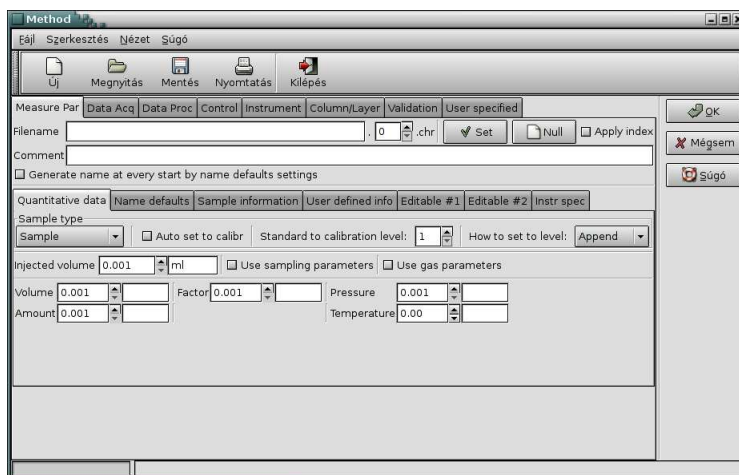 Method
Fájl Szerkesztés Nézet Súgó
Új Megnyitás Mentés Nyomtatás Kilépés
Measure Par Data Acq Data Proc Control Instrument Column/Layer Validation User specified
Filename . 0 .chr Set Null Apply index
Comment
Generate name at every start by name defaults settings
Quantitative data Name defaults Sample information User defined info Editable #1 Editable #2 Instr spec
Sample type
Sample Auto set to calibr Standard to calibration level: 1 How to set to level: Append
Injected volume 0.001 ml Use sampling parameters Use gas parameters
Volume 0.001 Factor 0.001 Pressure 0.001
Amount 0.001 Temperature 0.00
OK
Mégsem
Súgó